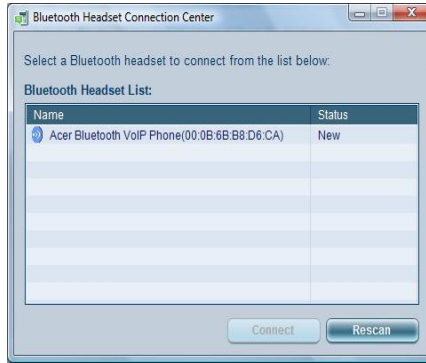 Bluetooth Headset Connection Center
Select a Bluetooth headset to connect from the list below:
Bluetooth Headset List:
Name Status
Acer Bluetooth VoIP Phone(00:0B:6B:B8:D6:CA) New
Connect Rescan